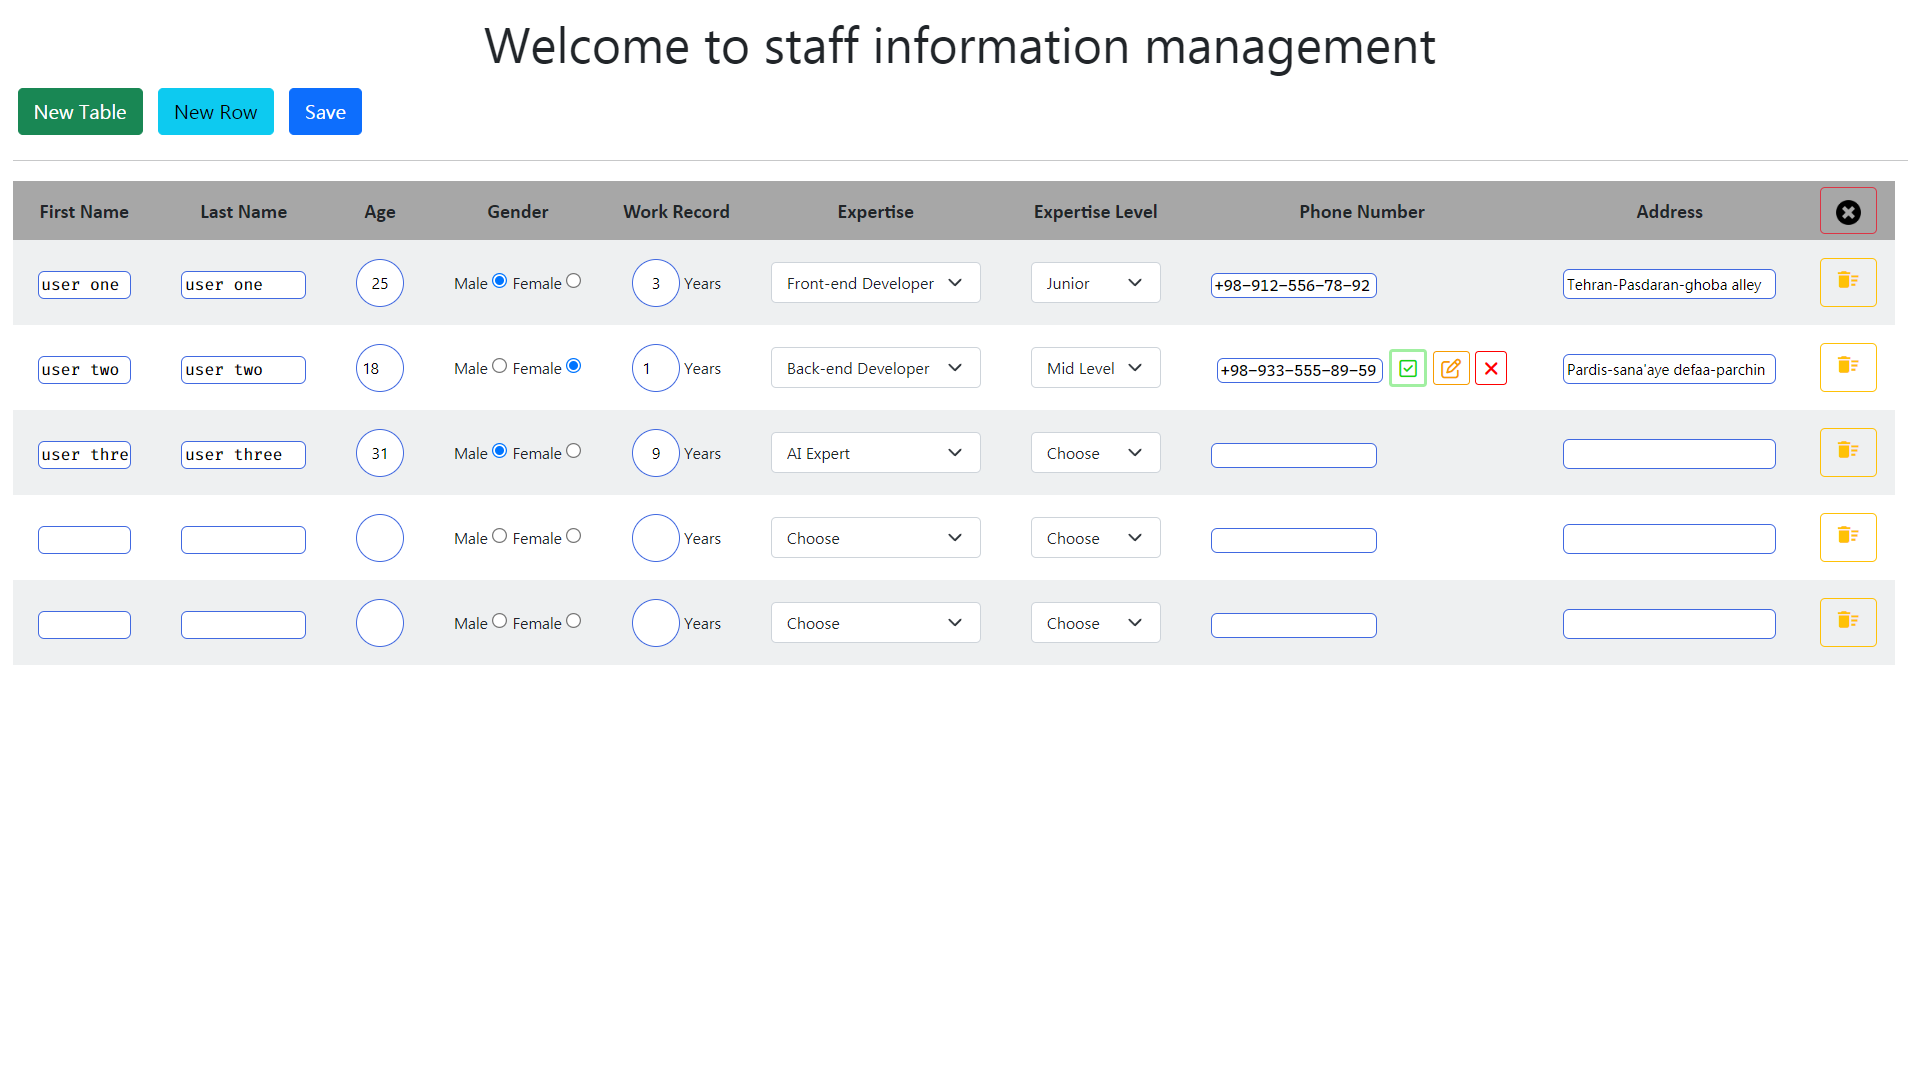 Welcome to staff information management
New Table New Row Save
First Name Last Name Age Gender Work Record Expertise Expertise Level Phone Number Address
user one user one 25 Male Female 3 Years Front-end Developer Junior +98-912-556-78-92 Tehran-Pasdaran-ghoba alley
user two user two 18 Male Female 1 Years Back-end Developer Mid Level +98-933-555-89-59 Pardis-sana'aye defaa-parchin
user thre user three 31 Male Female 9 Years AI Expert Choose
Male Female Years Choose Choose
Male Female Years Choose Choose